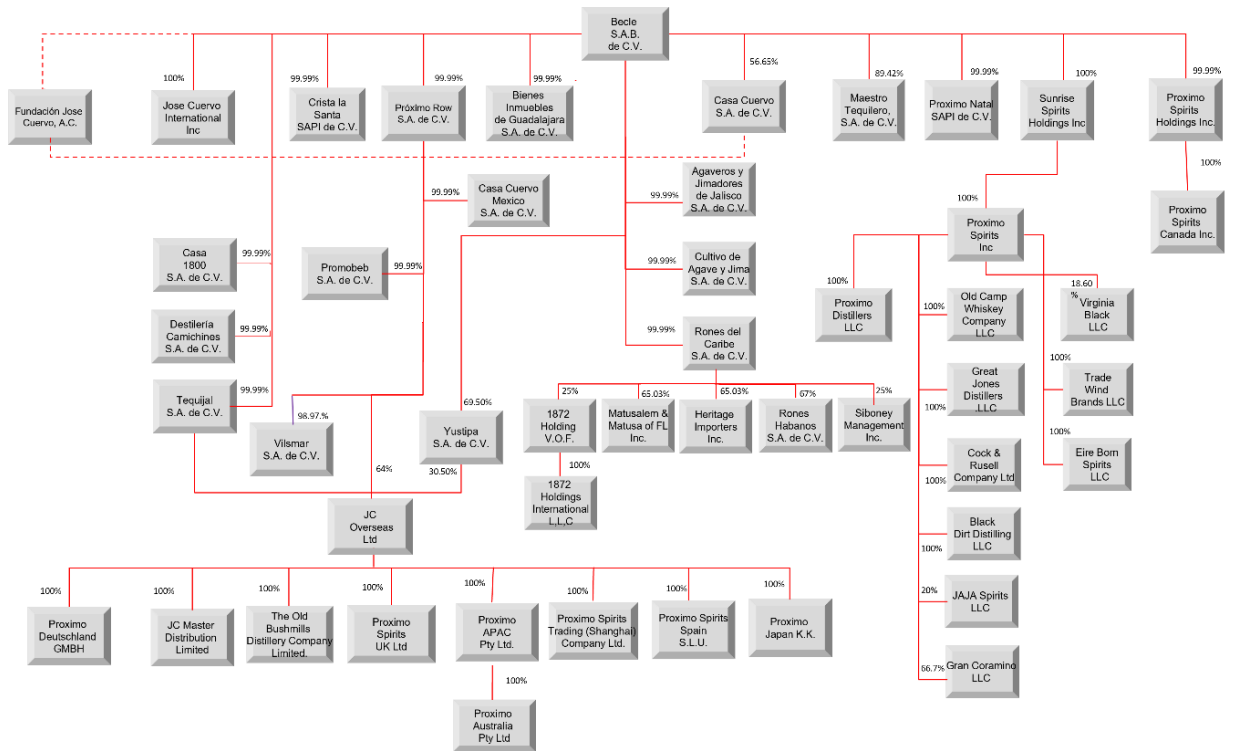 Becle
S.A.B.
de C.V.
100%
99.99%
99.99%
99.99%
56.65%
89.42%
99.99%
100%
99.99%
Fundación Jose
Cuervo, A.C.
Jose Cuervo
International
Inc
Crista la
Santa
SAPI de C.V.
Próximo Row
S.A. de C.V.
Bienes
Inmuebles
de Guadalajara
S.A. de C.V.
Casa Cuervo
S.A. de C.V.
Maestro
Tequilero,
S.A. de C.V.
Proximo Natal
SAPI de C.V.
Sunrise
Spirits
Holdings Inc
Proximo
Spirits
Holdings Inc.
100%
99.99%
Casa Cuervo
Mexico
S.A. de C.V.
99.99%
Agaveros y
Jimadores
de Jalisco
S.A. de C.V.
100%
Proximo
Spirits
Inc
Proximo
Spirits
Canada Inc.
Casa
1800
S.A. de C.V.
99.99%
Promobeb
S.A. de C.V.
99.99%
99.99%
Cultivo de
Agave y Jima
S.A. de C.V.
100%
Proximo
Distillers
LLC
100%
Old Camp
Whiskey
Company
LLC
18.60
%
Virginia
Black
LLC
Destilería
Camichines
S.A. de C.V.
99.99%
99.99%
Rones del
Caribe
S.A. de C.V.
Tequijal
S.A. de C.V.
99.99%
98.97.%
Vilsmar
S.A. de C.V.
69.50%
Yustipa
S.A. de C.V.
30.50%
25%
65.03%
65.03%
67%
25%
1872
Holding
V.O.F.
Matusalem &
Matusa of FL
Inc.
Heritage
Importers
Inc.
Rones
Habanos
S.A. de C.V.
Siboney
Management
Inc.
100%
Great
Jones
Distillers
.LLC
100%
Trade
Wind
Brands LLC
100%
1872
Holdings
International
L,L,C
100%
Cock &
Rusell
Company Ltd
100%
Eire Born
Spirits
LLC
64%
JC
Overseas
Ltd
100%
Black
Dirt Distilling
LLC
100%
100%
100%
100%
100%
100%
100%
100%
Proximo
Deutschland
GMBH
JC Master
Distribution
Limited
The Old
Bushmills
Distillery Company
Limited.
Proximo
Spirits
UK Ltd
Proximo
APAC
Pty Ltd.
Proximo Spirits
Trading (Shanghai)
Company Ltd.
Proximo Spirits
Spain
S.L.U.
Proximo
Japan K.K.
20%
JAJA Spirits
LLC
66.7%
Gran Coramino
LLC
100%
Proximo
Australia
Pty Ltd